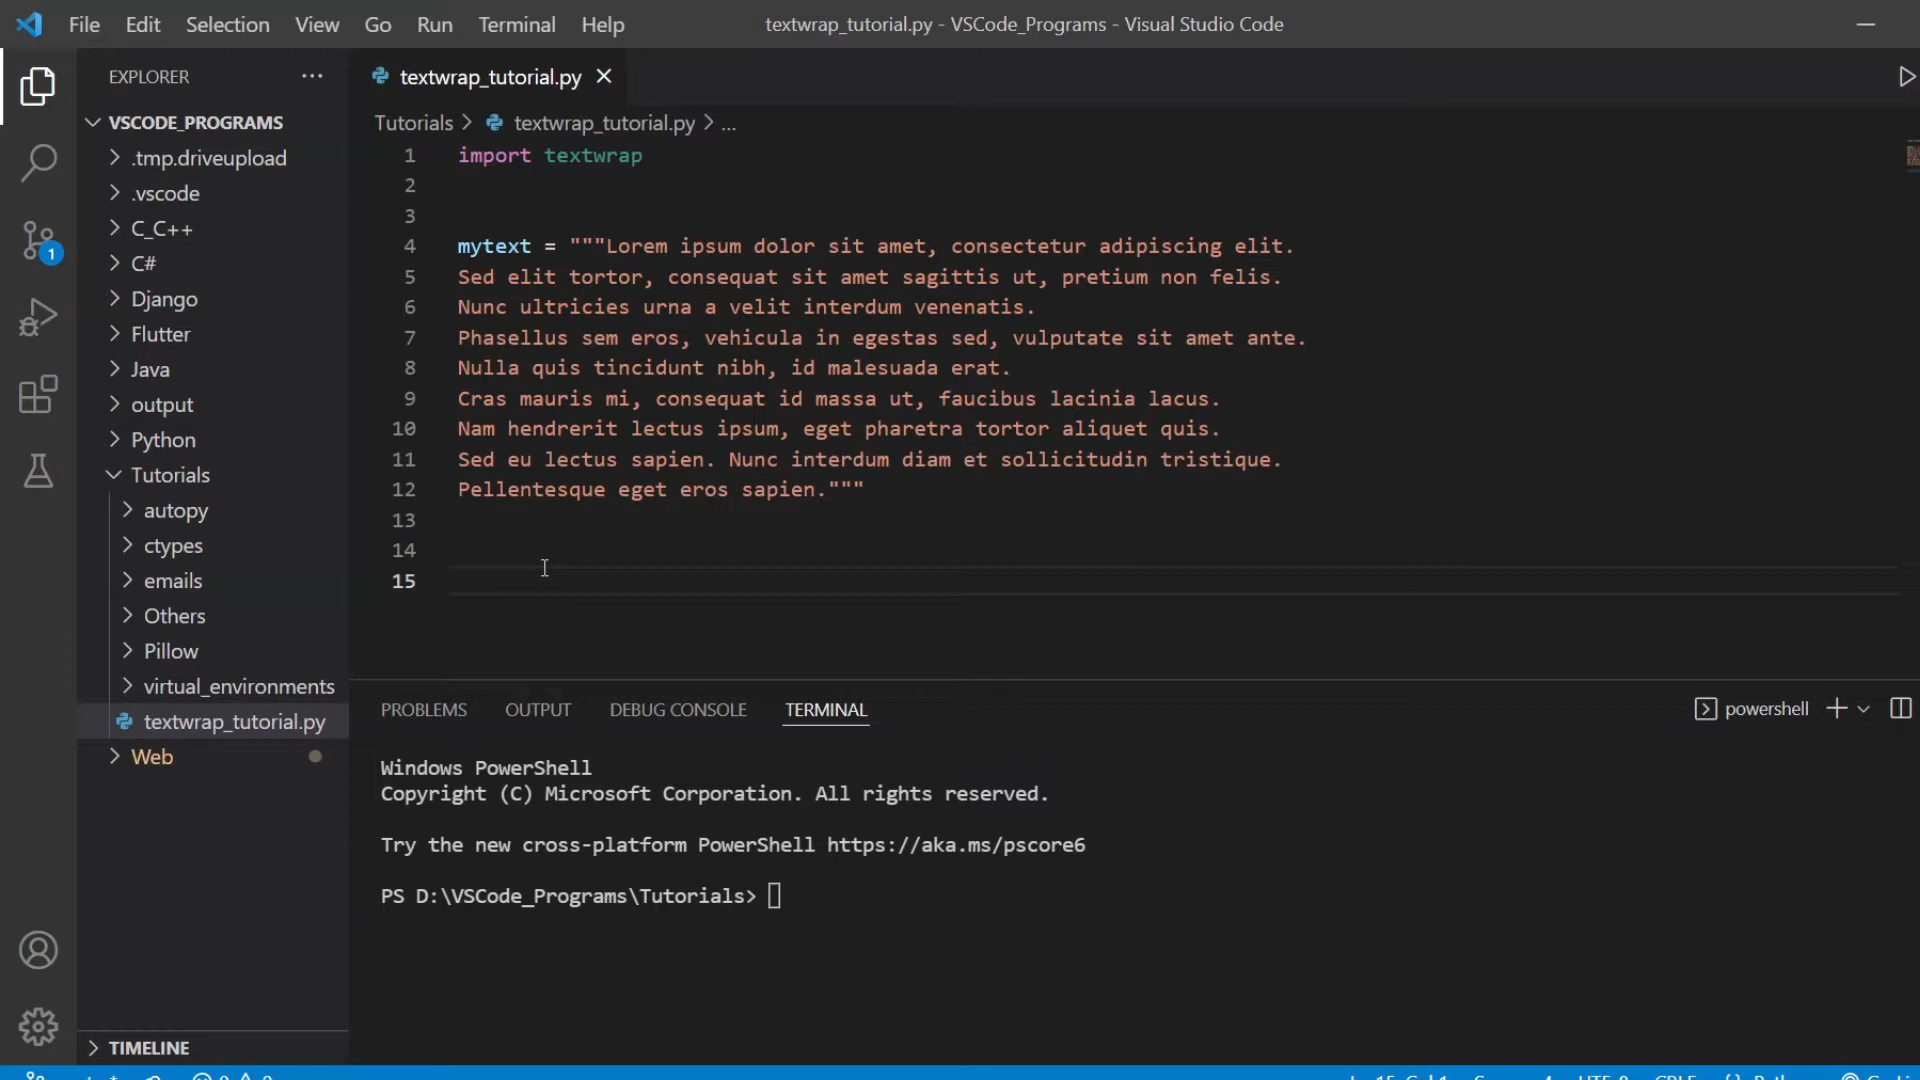 File Edit Selection View Go Run Terminal Help
textwrap_tutorial.py - VSCode_Programs - Visual Studio Code
EXPLORER
VSCODE_PROGRAMS
.tmp.driveupload
.vscode
C_C++
C#
Django
Flutter
Java
output
Python
Tutorials
autopy
ctypes
emails
Others
Pillow
virtual_environments
textwrap_tutorial.py
Web
TIMELINE
1
textwrap_tutorial.py
Tutorials > textwrap_tutorial.py > ...
1 import textwrap
2
3
4 mytext = """Lorem ipsum dolor sit amet, consectetur adipiscing elit.
5 Sed elit tortor, consequat sit amet sagittis ut, pretium non felis.
6 Nunc ultricies urna a velit interdum venenatis.
7 Phasellus sem eros, vehicula in egestas sed, vulputate sit amet ante.
8 Nulla quis tincidunt nibh, id malesuada erat.
9 Cras mauris mi, consequat id massa ut, faucibus lacinia lacus.
10 Nam hendrerit lectus ipsum, eget pharetra tortor aliquet quis.
11 Sed eu lectus sapien. Nunc interdum diam et sollicitudin tristique.
12 Pellentesque eget eros sapien."""
13
14
15
PROBLEMS OUTPUT DEBUG CONSOLE TERMINAL
powershell
Windows PowerShell
Copyright (C) Microsoft Corporation. All rights reserved.
Try the new cross-platform PowerShell https://aka.ms/pscore6
PS D:\VSCode_Programs\Tutorials>